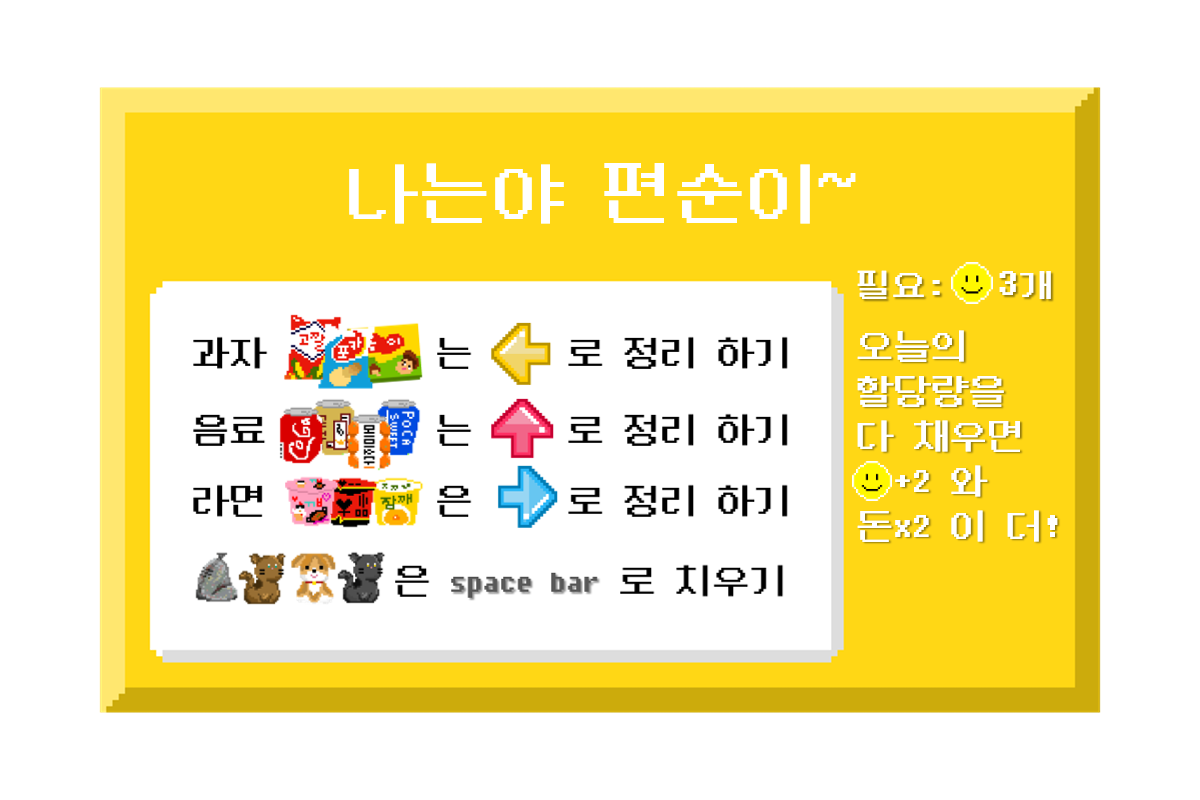 나는야 편순이~
필요: 3개
과자 는 로 정리 하기
음료 는 로 정리 하기
라면 은 로 정리 하기
은 space bar 로 치우기
오늘의
할당량을
다 채우면
+2 와
돈x2 이 더!